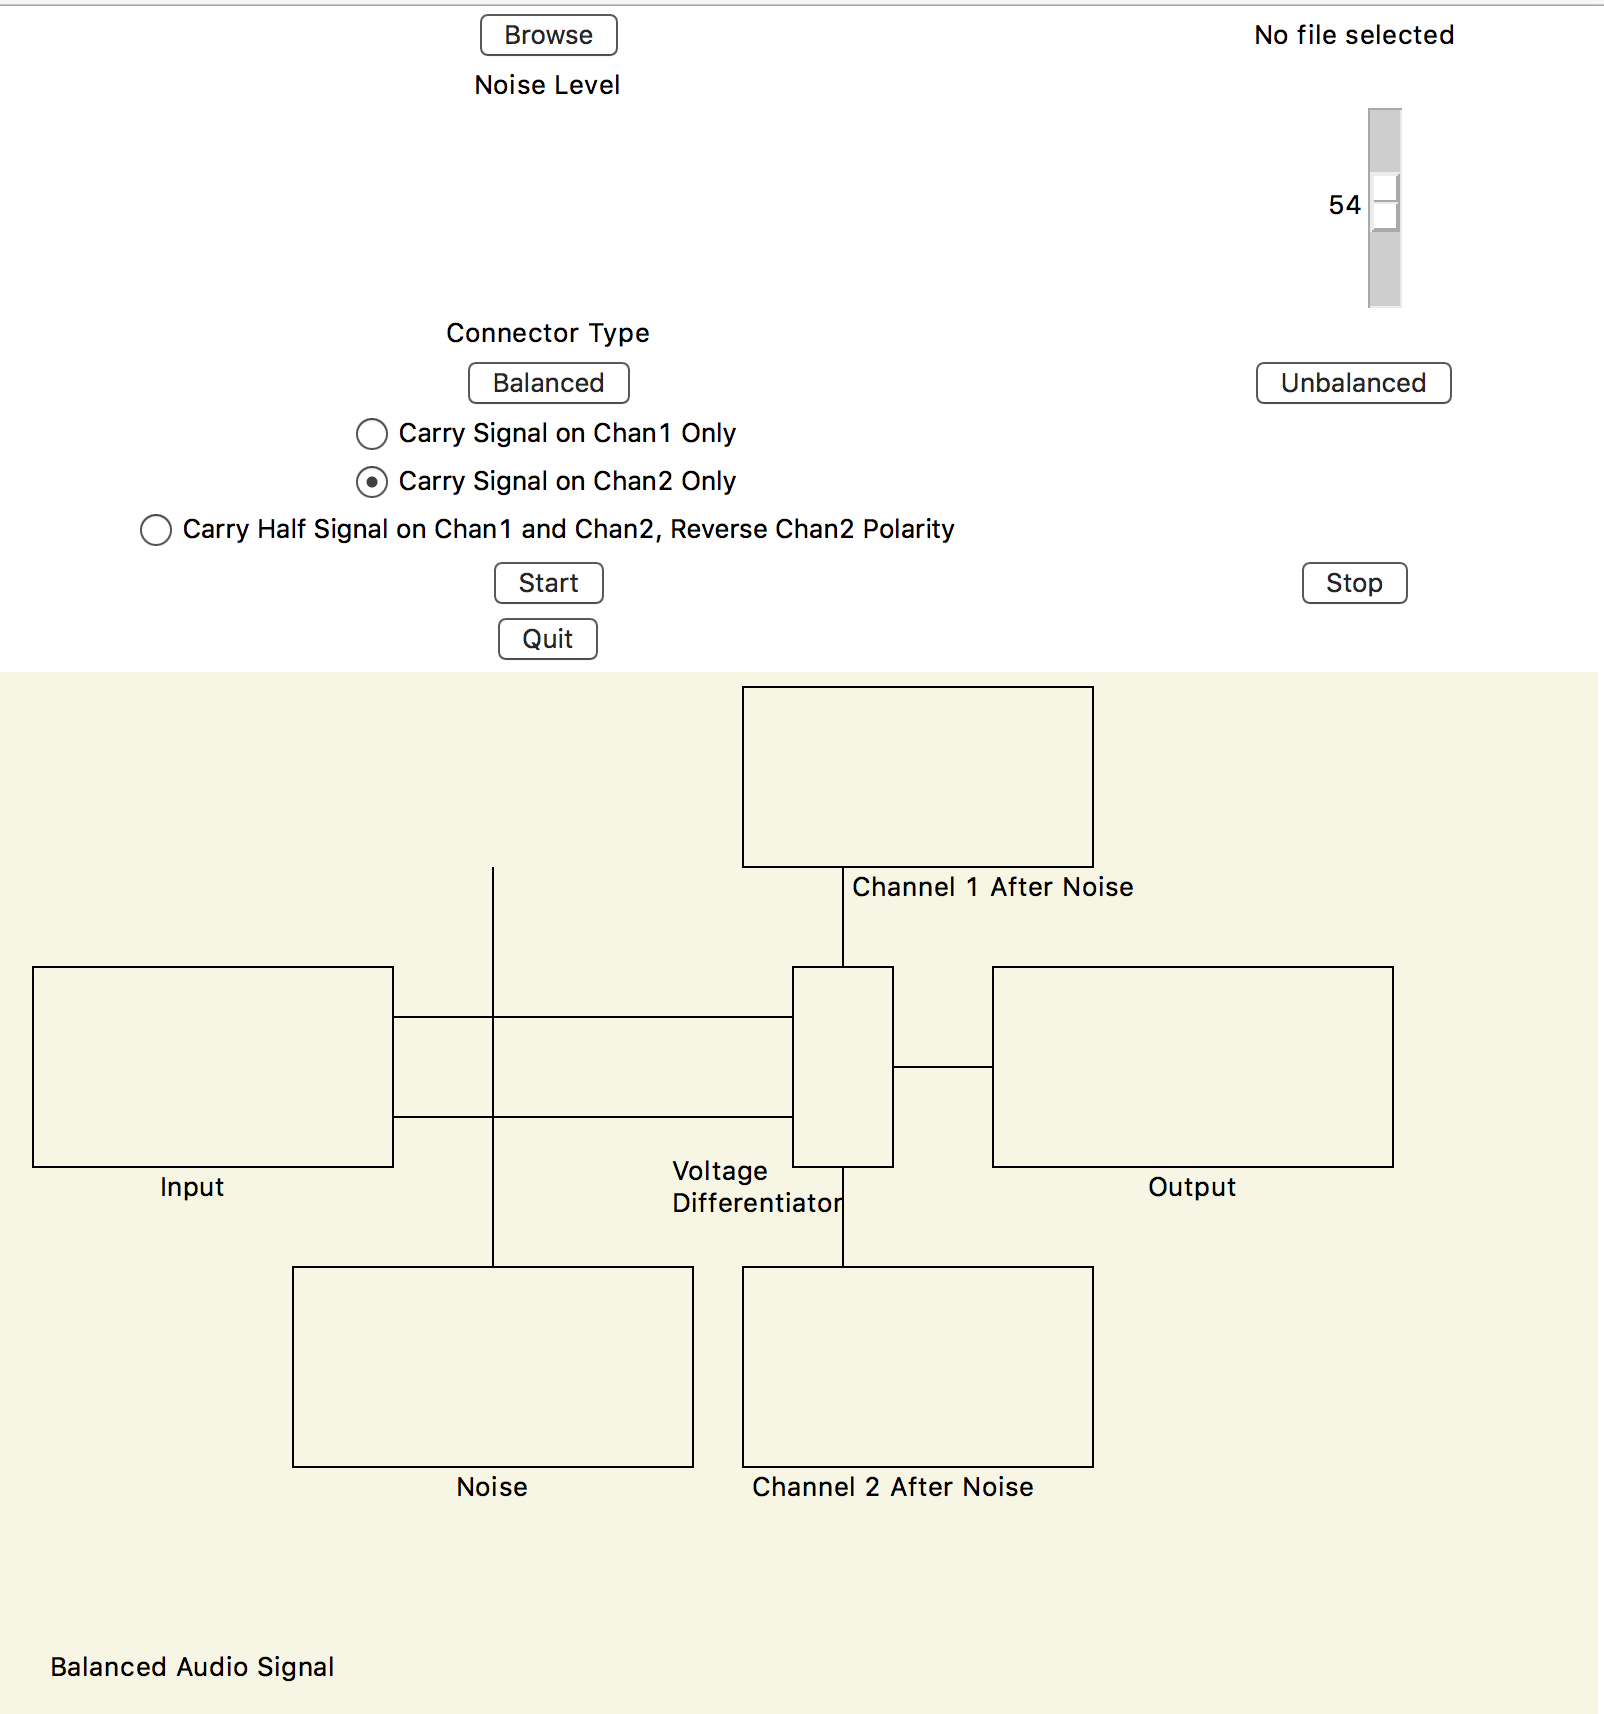 Browse
No file selected
Noise Level
54
Connector Type
Balanced
Unbalanced
Carry Signal on Chan1 Only
Carry Signal on Chan2 Only
Carry Half Signal on Chan1 and Chan2, Reverse Chan2 Polarity
Start
Stop
Quit
Channel 1 After Noise
Voltage
Differentiator
Input
Output
Noise
Channel 2 After Noise
Balanced Audio Signal